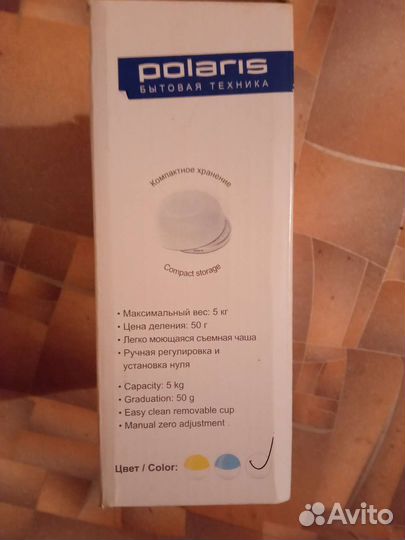 polaris
БЫТОВАЯ ТЕХНИКА
Компактное хранение
Compact storage
• Максимальный вес: 5 кг
• Цена деления: 50 г
• Легко моющаяся съемная чаша
• Ручная регулировка и
установка нуля
• Capacity: 5 kg
• Graduation: 50 g
• Easy clean removable cup
• Manual zero adjustment
Цвет / Color:
Avito